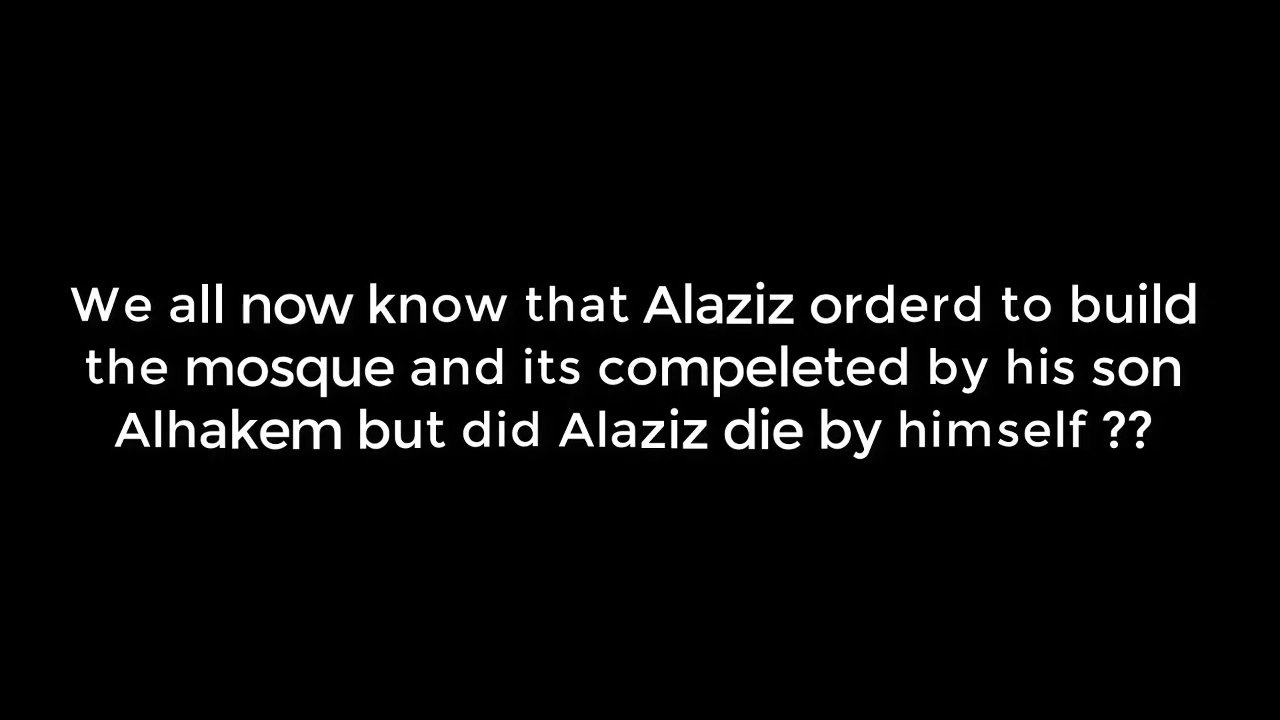 We all now know that Alaziz orderd to build
the mosque and its compeleted by his son
Alhakem but did Alaziz die by himself ??